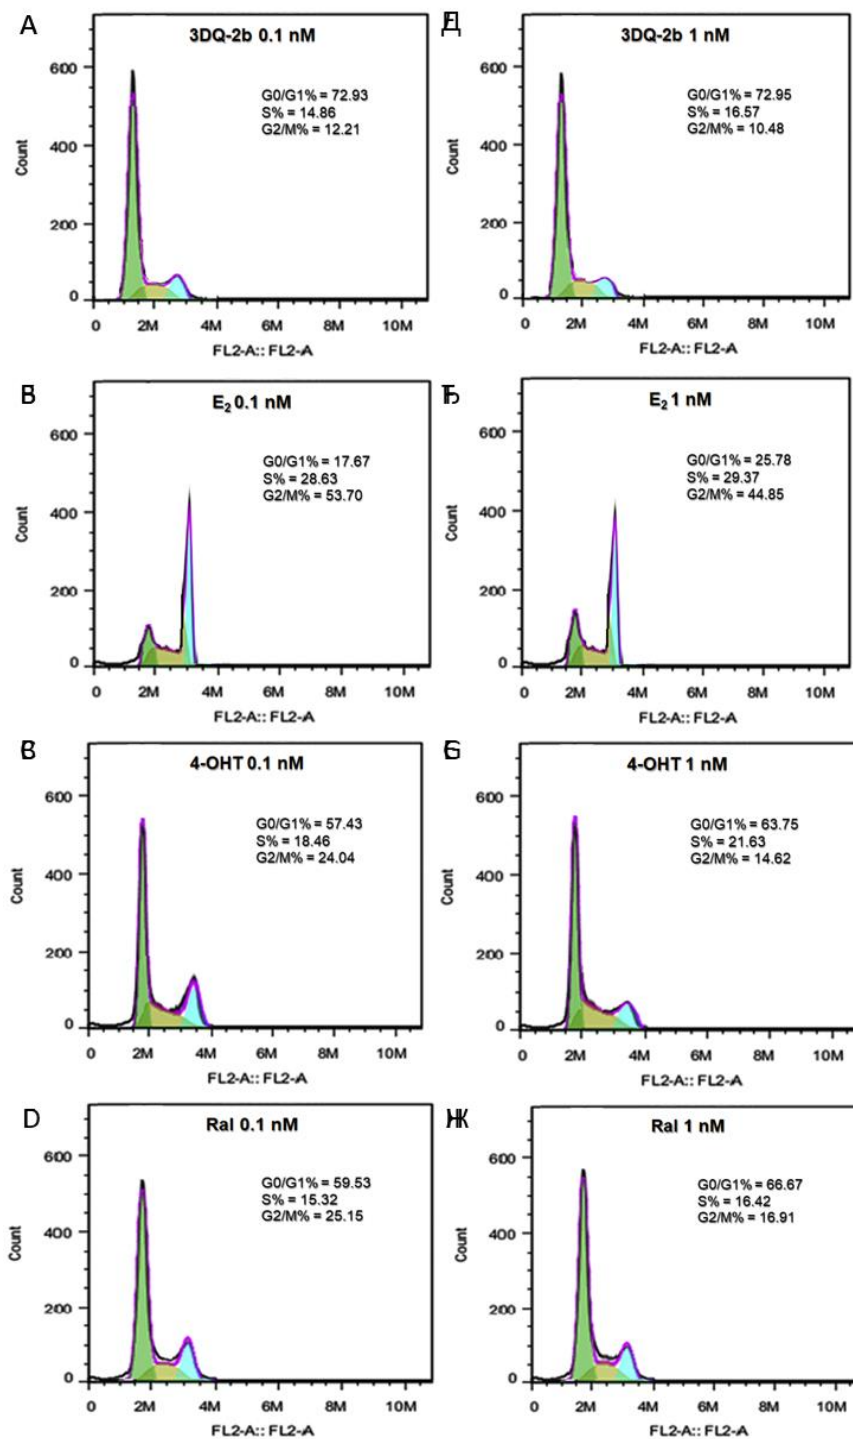 A
3DQ-2b 0.1 nM
G0/G1% = 72.93
S% = 14.86
G2/M% = 12.21
Count
600
400
200
0
0 2M 4M 6M 8M 10M
FL2-A:: FL2-A
3DQ-2b 1 nM
G0/G1% = 72.95
S% = 16.57
G2/M% = 10.48
Count
600
400
200
0
0 2M 4M 6M 8M 10M
FL2-A:: FL2-A
E₂ 0.1 nM
G0/G1% = 17.67
S% = 28.63
G2/M% = 53.70
Count
600
400
200
0
0 2M 4M 6M 8M 10M
FL2-A:: FL2-A
E₂ 1 nM
G0/G1% = 25.78
S% = 29.37
G2/M% = 44.85
Count
600
400
200
0
0 2M 4M 6M 8M 10M
FL2-A:: FL2-A
4-OHT 0.1 nM
G0/G1% = 57.43
S% = 18.46
G2/M% = 24.04
Count
600
400
200
0
0 2M 4M 6M 8M 10M
FL2-A:: FL2-A
4-OHT 1 nM
G0/G1% = 63.75
S% = 21.63
G2/M% = 14.62
Count
600
400
200
0
0 2M 4M 6M 8M 10M
FL2-A:: FL2-A
D
Ral 0.1 nM
G0/G1% = 59.53
S% = 15.32
G2/M% = 25.15
Count
600
400
200
0
0 2M 4M 6M 8M 10M
FL2-A:: FL2-A
Ral 1 nM
G0/G1% = 66.67
S% = 16.42
G2/M% = 16.91
Count
600
400
200
0
0 2M 4M 6M 8M 10M
FL2-A:: FL2-A